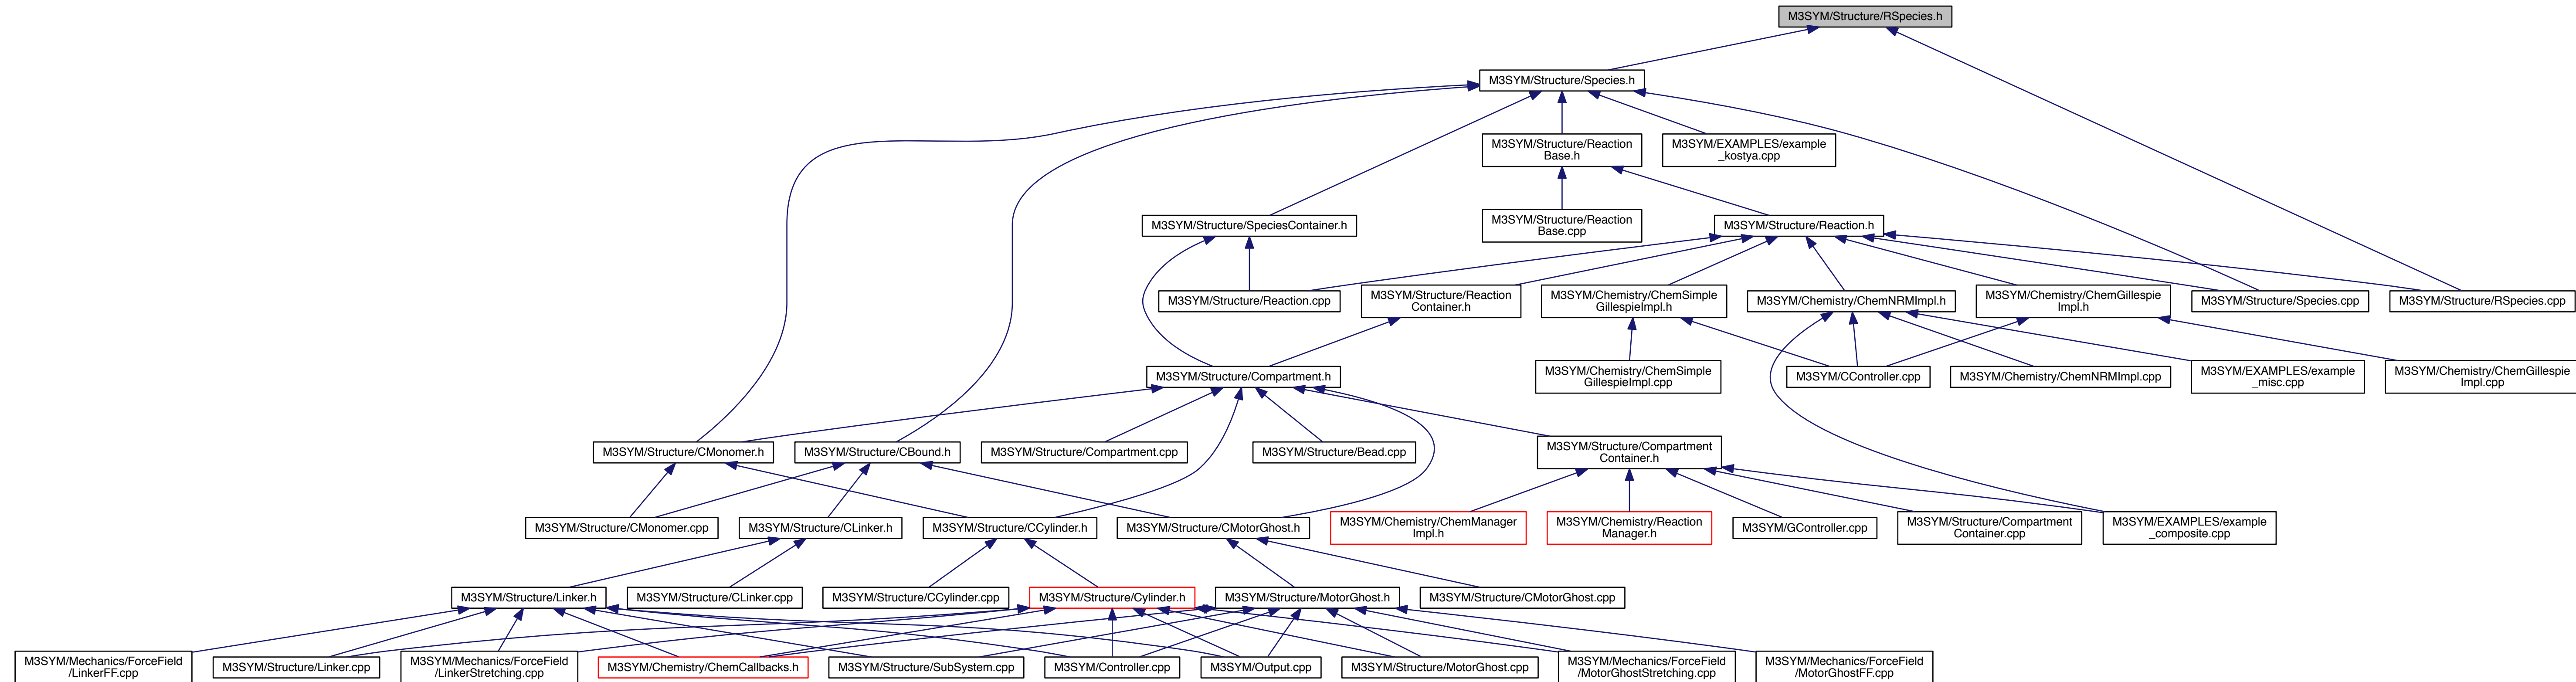 M3SYM/Structure/RSpecies.h
M3SYM/Structure/Species.h
M3SYM/Structure/Reaction
Base.h
M3SYM/EXAMPLES/example
_kostya.cpp
M3SYM/Structure/SpeciesContainer.h
M3SYM/Structure/Reaction
Base.cpp
M3SYM/Structure/Reaction.h
M3SYM/Structure/Reaction.cpp
M3SYM/Structure/Reaction
Container.h
M3SYM/Chemistry/ChemSimple
GillespieImpl.h
M3SYM/Chemistry/ChemNRMImpl.h
M3SYM/Chemistry/ChemGillespie
Impl.h
M3SYM/Structure/Species.cpp
M3SYM/Structure/RSpecies.cpp
M3SYM/Structure/Compartment.h
M3SYM/Chemistry/ChemSimple
GillespieImpl.cpp
M3SYM/CController.cpp
M3SYM/Chemistry/ChemNRMImpl.cpp
M3SYM/EXAMPLES/example
_misc.cpp
M3SYM/Chemistry/ChemGillespie
Impl.cpp
M3SYM/Structure/CMonomer.h
M3SYM/Structure/CBound.h
M3SYM/Structure/Compartment.cpp
M3SYM/Structure/Bead.cpp
M3SYM/Structure/Compartment
Container.h
M3SYM/Structure/CMonomer.cpp
M3SYM/Structure/CLinker.h
M3SYM/Structure/CCylinder.h
M3SYM/Structure/CMotorGhost.h
M3SYM/Chemistry/ChemManager
Impl.h
M3SYM/Chemistry/Reaction
Manager.h
M3SYM/GController.cpp
M3SYM/Structure/Compartment
Container.cpp
M3SYM/EXAMPLES/example
_composite.cpp
M3SYM/Structure/Linker.h
M3SYM/Structure/CLinker.cpp
M3SYM/Structure/CCylinder.cpp
M3SYM/Structure/Cylinder.h
M3SYM/Structure/MotorGhost.h
M3SYM/Structure/CMotorGhost.cpp
M3SYM/Mechanics/ForceField
/LinkerFF.cpp
M3SYM/Structure/Linker.cpp
M3SYM/Mechanics/ForceField
/LinkerStretching.cpp
M3SYM/Chemistry/ChemCallbacks.h
M3SYM/Structure/SubSystem.cpp
M3SYM/Controller.cpp
M3SYM/Output.cpp
M3SYM/Structure/MotorGhost.cpp
M3SYM/Mechanics/ForceField
/MotorGhostStretching.cpp
M3SYM/Mechanics/ForceField
/MotorGhostFF.cpp